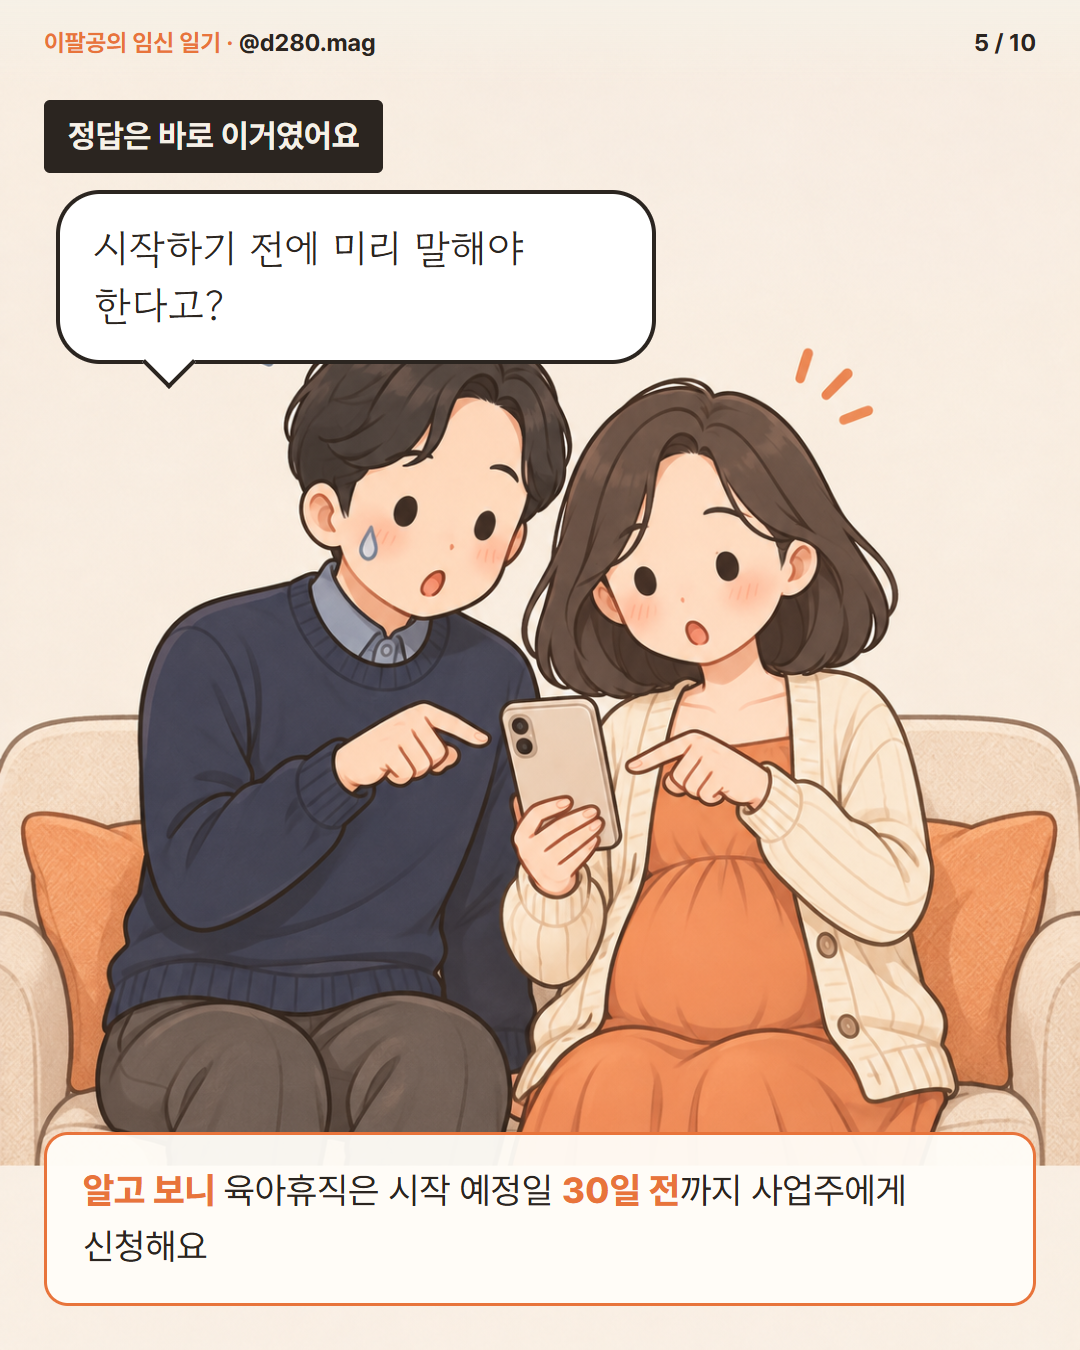 이팔공의 임신 일기 · @d280.mag
5 / 10
정답은 바로 이거였어요
시작하기 전에 미리 말해야
한다고?
알고 보니 육아휴직은 시작 예정일 30일 전까지 사업주에게
신청해요